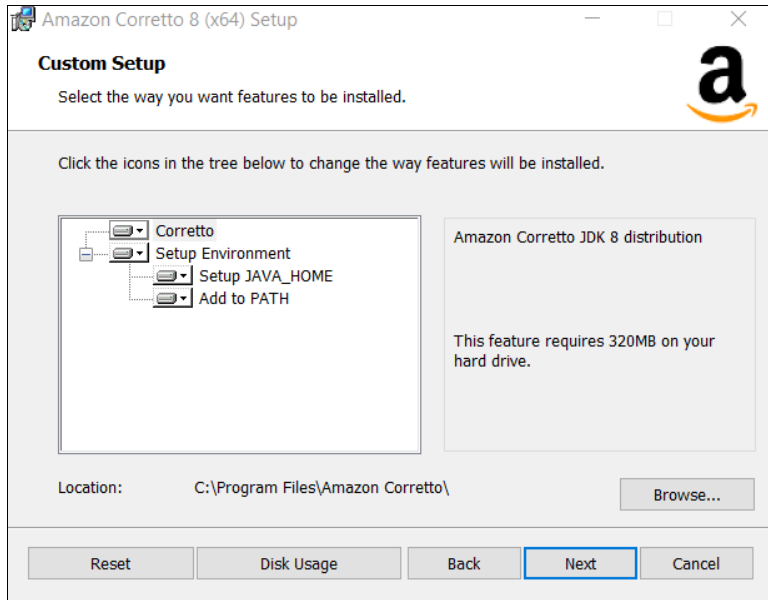 Amazon Corretto 8 (x64) Setup
Custom Setup
Select the way you want features to be installed.
a
Click the icons in the tree below to change the way features will be installed.
Corretto
Setup Environment
Setup JAVA_HOME
Add to PATH
Amazon Corretto JDK 8 distribution
This feature requires 320MB on your
hard drive.
Location: C:\Program Files\Amazon Corretto\
Browse...
Reset Disk Usage Back Next Cancel